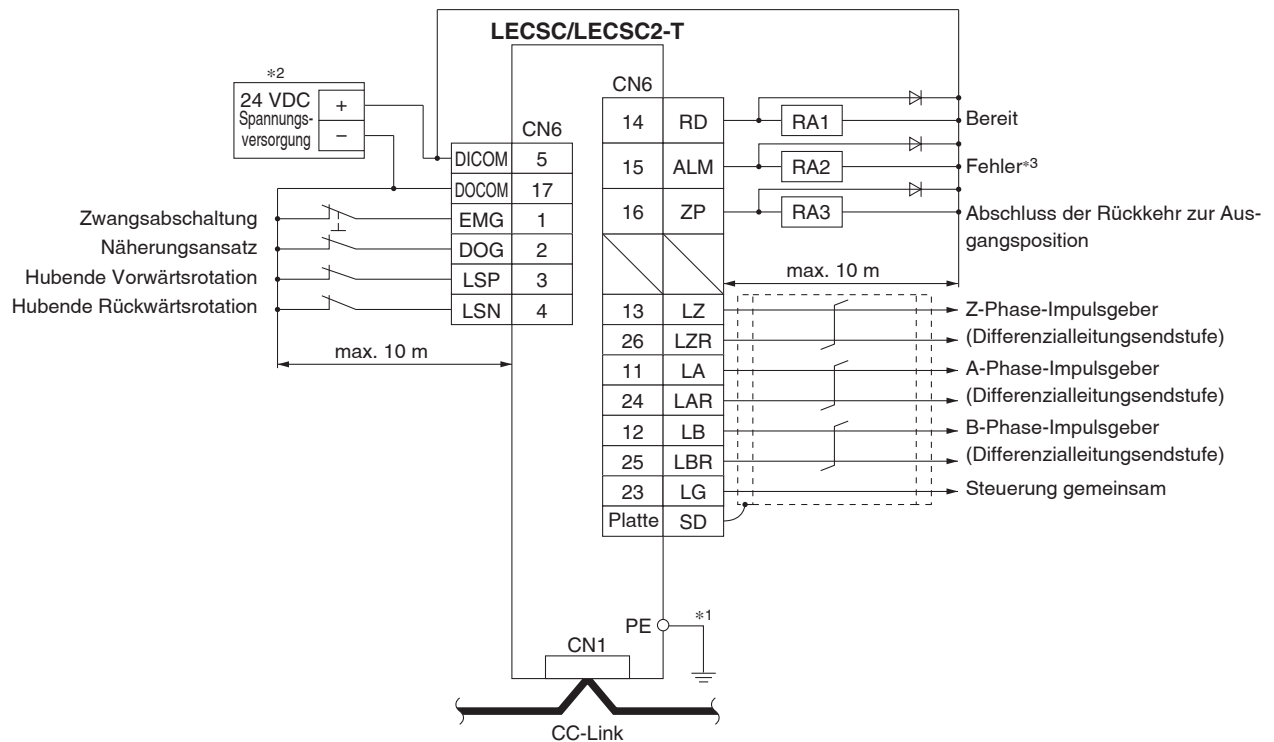 LECSC/LECSC2-T
*2
24 VDC
Spannungs-
versorgung
+
−
CN6
DICOM 5
DOCOM 17
EMG 1
DOG 2
LSP 3
LSN 4
Zwangsabschaltung
Näherungsansatz
Hubende Vorwärtsrotation
Hubende Rückwärtsrotation
max. 10 m
CN6
14 RD RA1 Bereit
15 ALM RA2 Fehler*3
16 ZP RA3 Abschluss der Rückkehr zur Aus-
gangsposition
max. 10 m
13 LZ Z-Phase-Impulsgeber
26 LZR (Differenzialleitungsendstufe)
11 LA A-Phase-Impulsgeber
24 LAR (Differenzialleitungsendstufe)
12 LB B-Phase-Impulsgeber
25 LBR (Differenzialleitungsendstufe)
23 LG Steuerung gemeinsam
Platte SD
PE *1
CN1
CC-Link